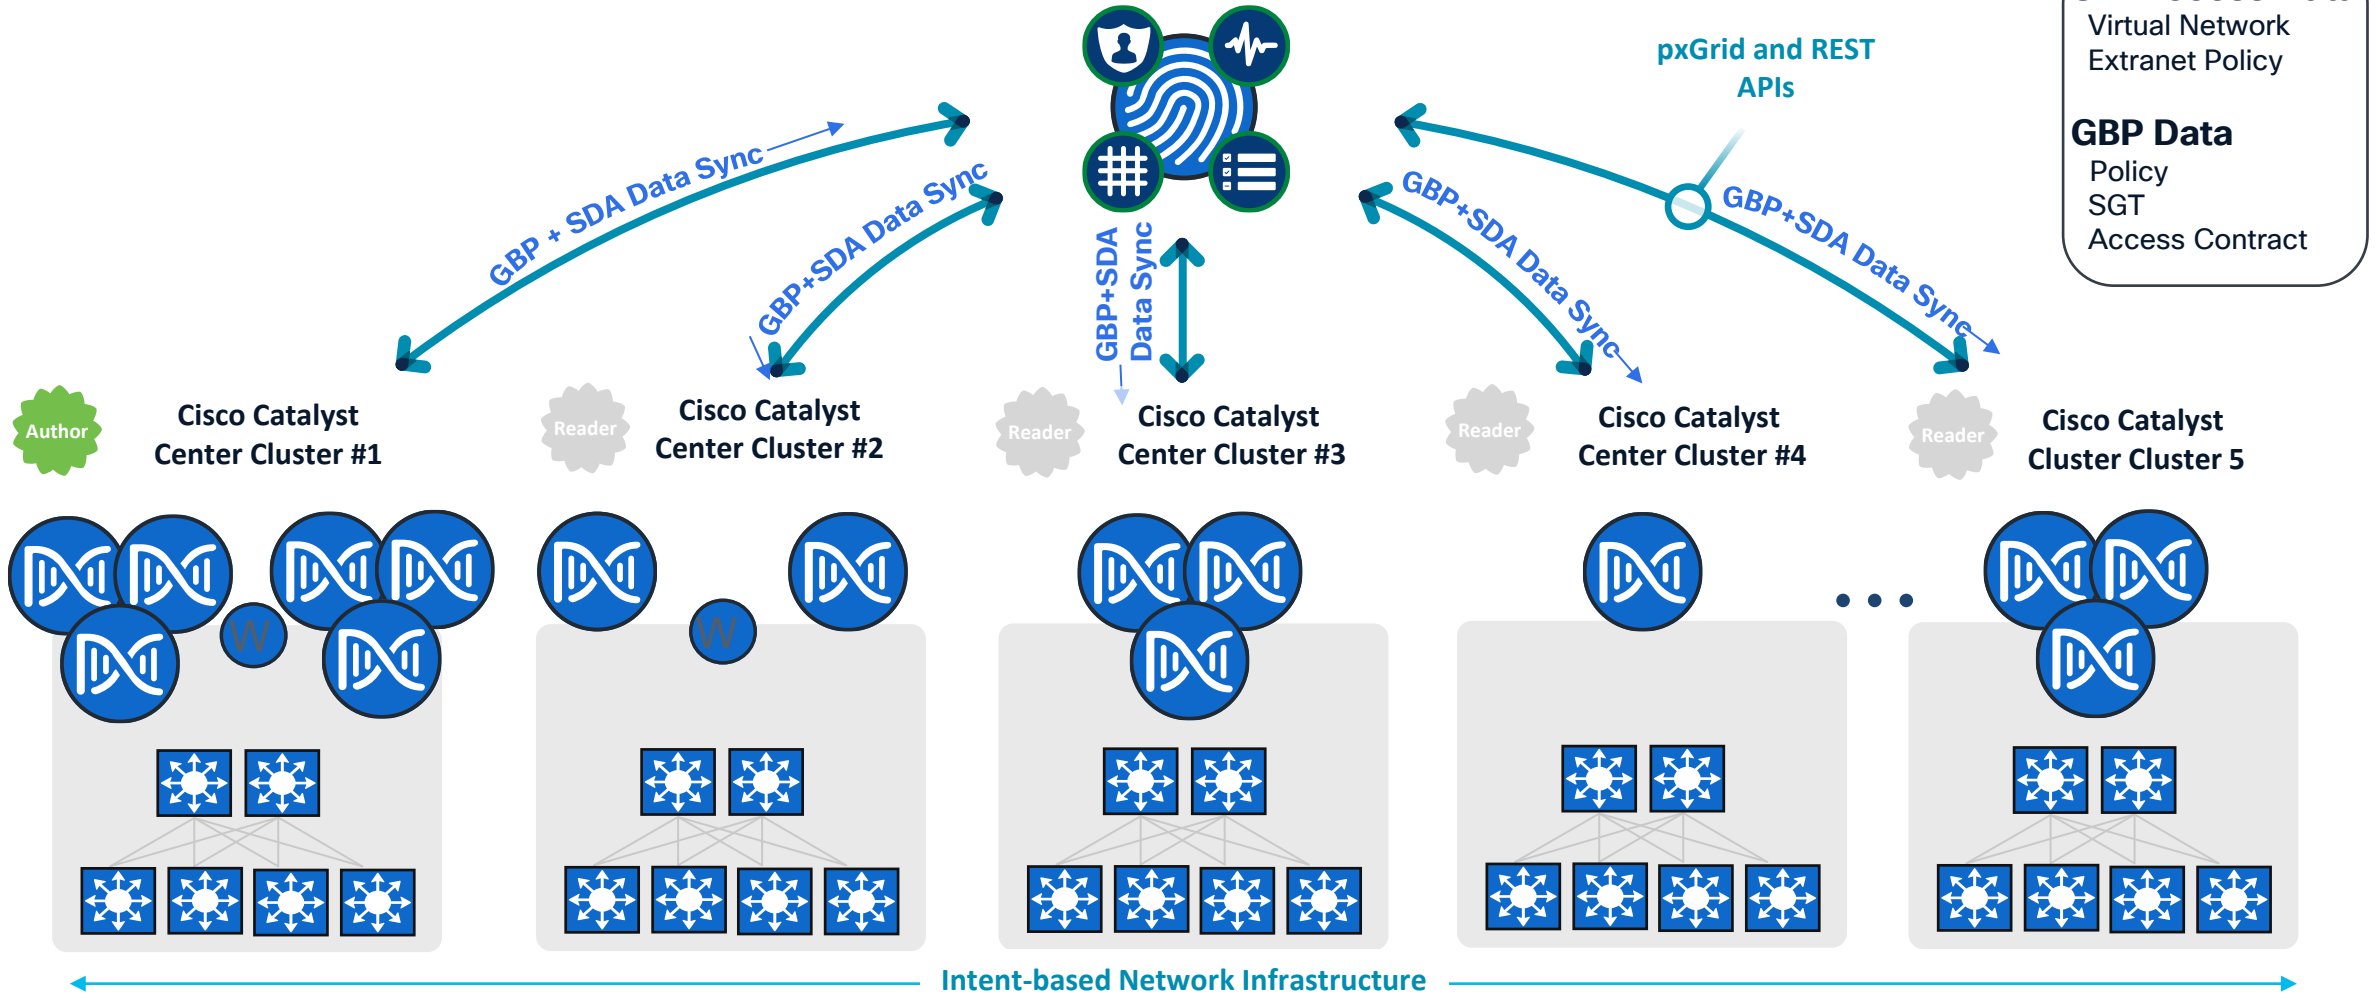 Virtual Network
Extranet Policy
GBP Data
Policy
SGT
Access Contract
pxGrid and REST
APIs
GBP + SDA Data Sync
GBP+SDA Data Sync
GBP+SDA
Data Sync
GBP+SDA Data Sync
GBP+SDA Data Sync
Author
Cisco Catalyst
Center Cluster #1
Reader
Cisco Catalyst
Center Cluster #2
Reader
Cisco Catalyst
Center Cluster #3
Reader
Cisco Catalyst
Center Cluster #4
Reader
Cisco Catalyst
Cluster Cluster 5
W
W
Intent-based Network Infrastructure